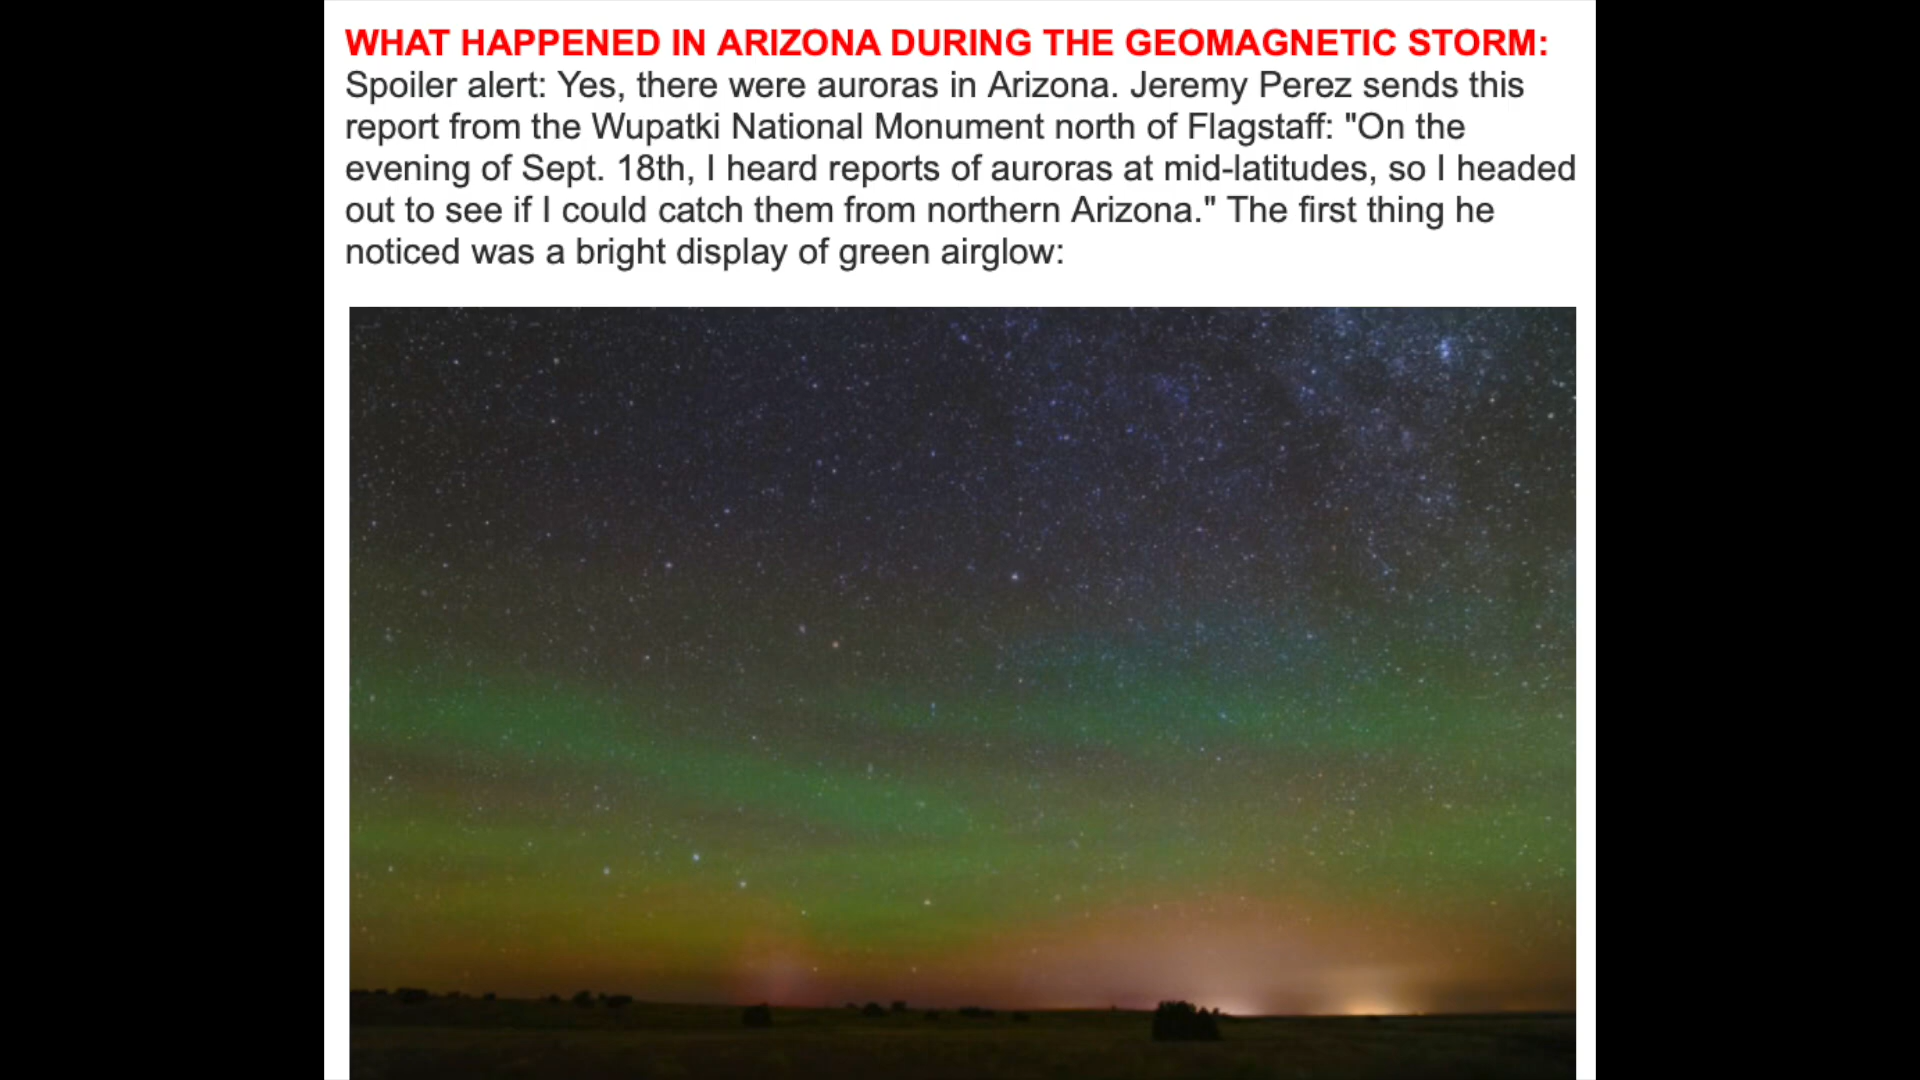 WHAT HAPPENED IN ARIZONA DURING THE GEOMAGNETIC STORM:
Spoiler alert: Yes, there were auroras in Arizona. Jeremy Perez sends this
report from the Wupatki National Monument north of Flagstaff: "On the
evening of Sept. 18th, I heard reports of auroras at mid-latitudes, so I headed
out to see if I could catch them from northern Arizona." The first thing he
noticed was a bright display of green airglow: